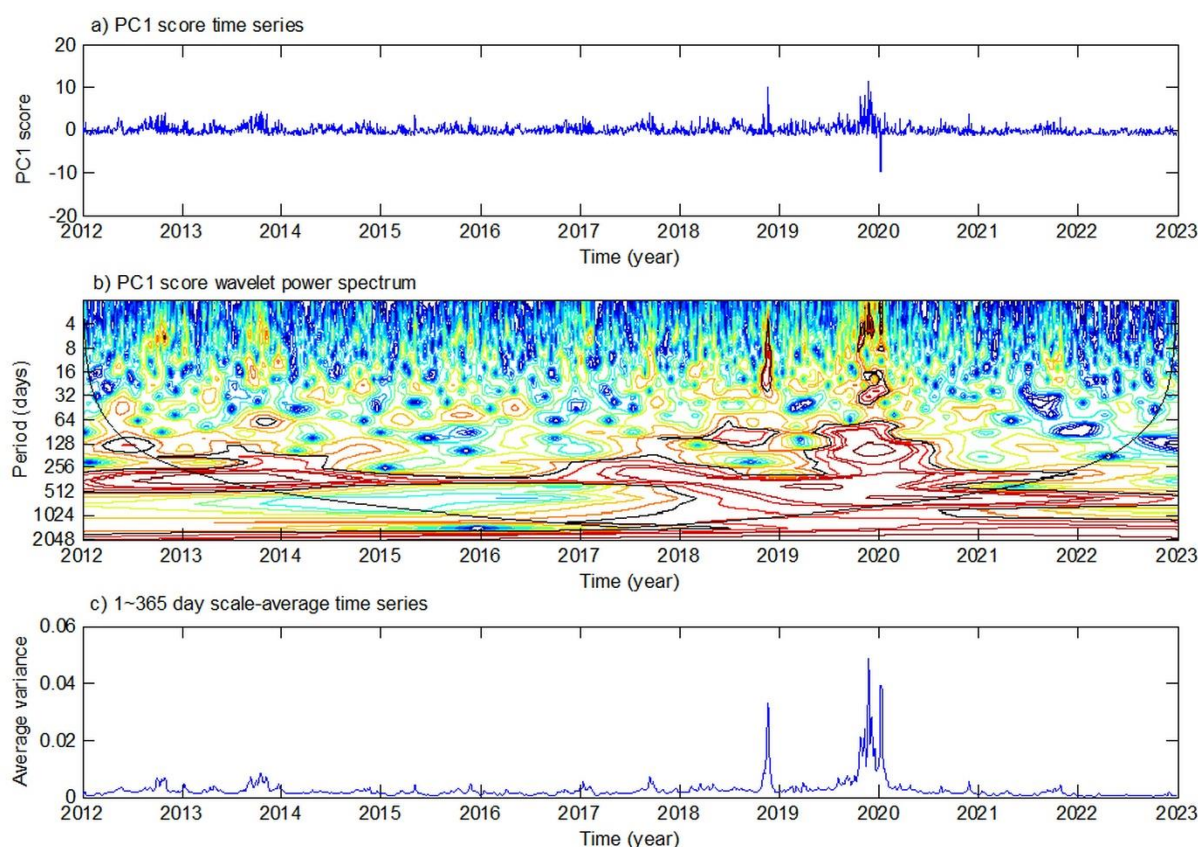 a) PC1 score time series
20
10
0
-10
-20
PC1 score
2012 2013 2014 2015 2016 2017 2018 2019 2020 2021 2022 2023
Time (year)
b) PC1 score wavelet power spectrum
4
8
16
32
64
128
256
512
1024
2048
Period (days)
2012 2013 2014 2015 2016 2017 2018 2019 2020 2021 2022 2023
Time (year)
c) 1~365 day scale-average time series
0.06
0.04
0.02
0
Average variance
2012 2013 2014 2015 2016 2017 2018 2019 2020 2021 2022 2023
Time (year)